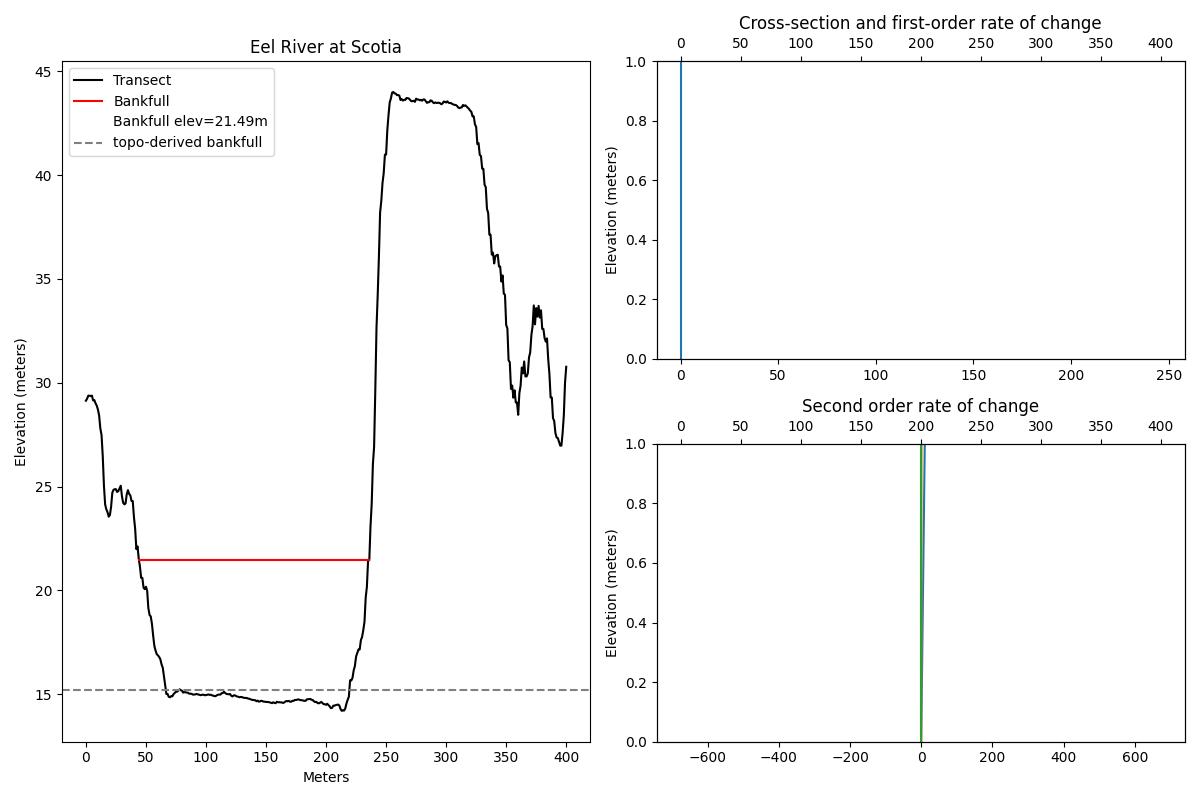 Eel River at Scotia
45
40
35
30
25
20
15
Elevation (meters)
0 50 100 150 200 250 300 350 400
Meters
Transect
Bankfull
Bankfull elev=21.49m
topo-derived bankfull
Cross-section and first-order rate of change
0 50 100 150 200 250 300 350 400
1.0
0.8
0.6
0.4
0.2
0.0
Elevation (meters)
0 50 100 150 200 250
Second order rate of change
0 50 100 150 200 250 300 350 400
1.0
0.8
0.6
0.4
0.2
0.0
Elevation (meters)
−600 −400 −200 0 200 400 600